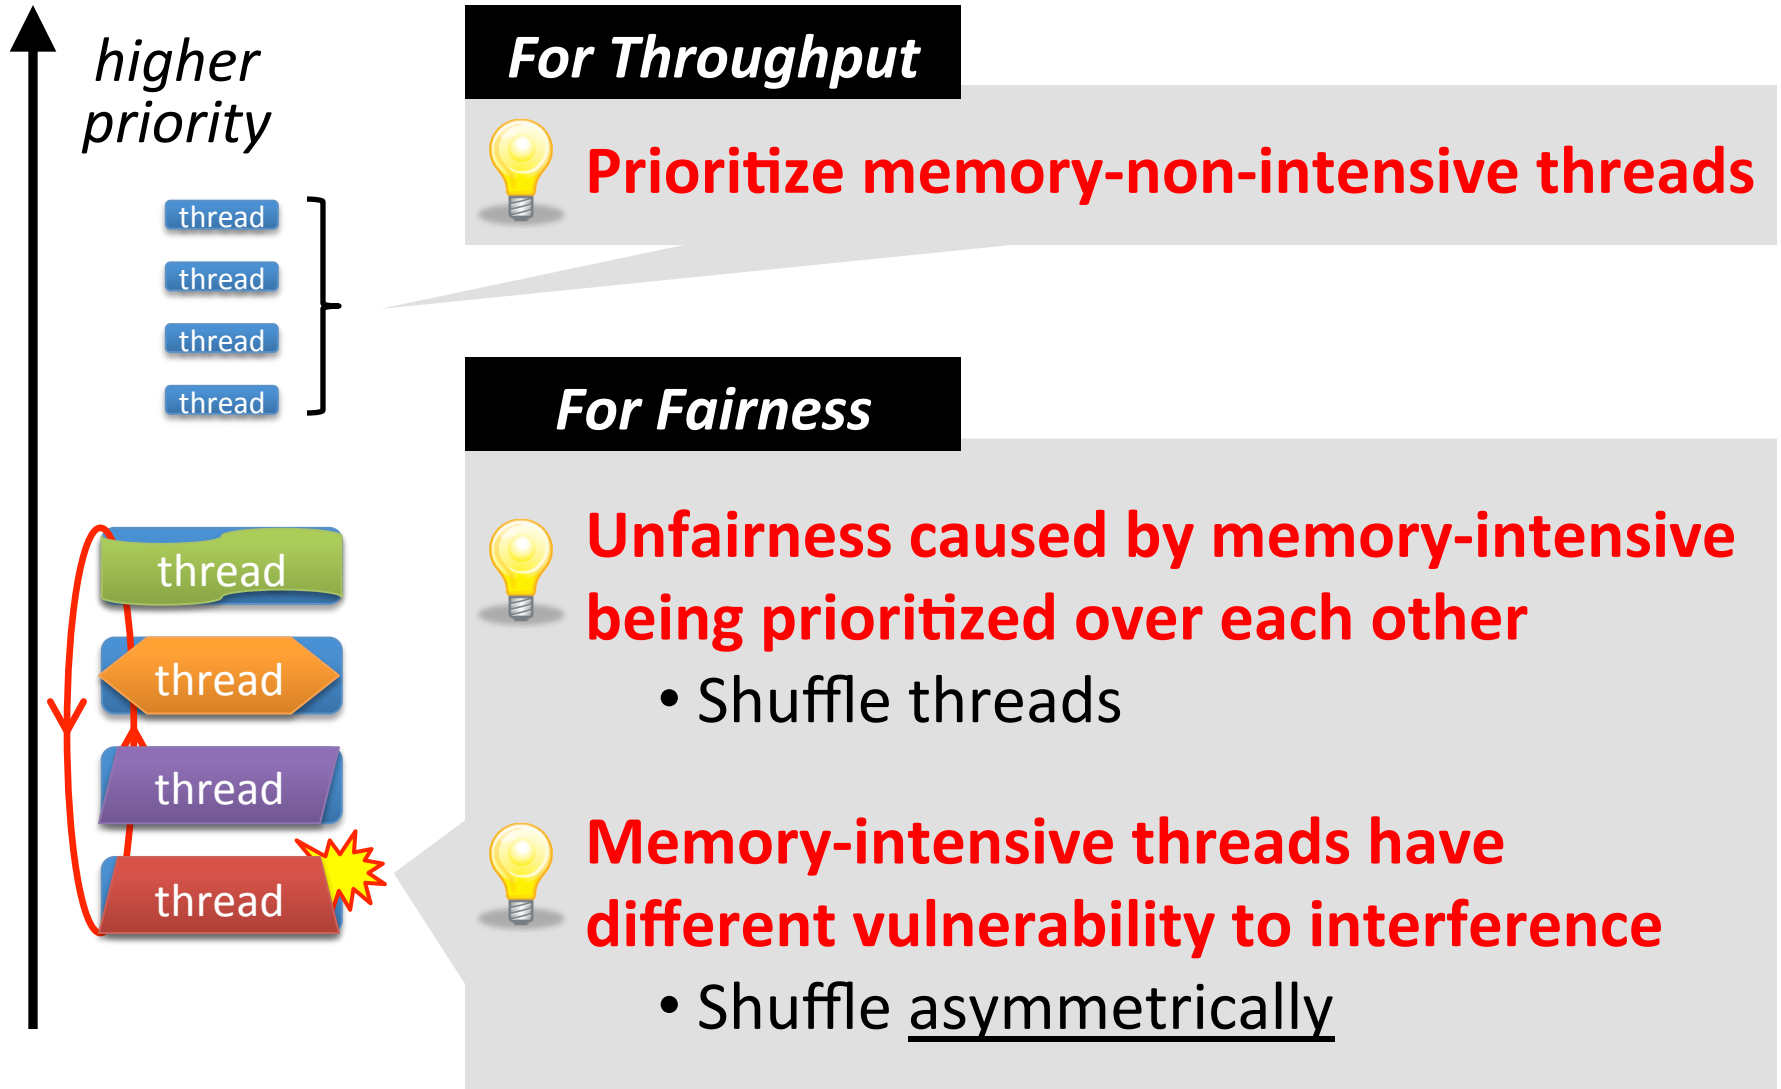 higher
priority
thread
thread
thread
thread
thread
thread
thread
thread
For Throughput
Prioritize memory-non-intensive threads
For Fairness
Unfairness caused by memory-intensive
being prioritized over each other
• Shuffle threads
Memory-intensive threads have
different vulnerability to interference
• Shuffle asymmetrically